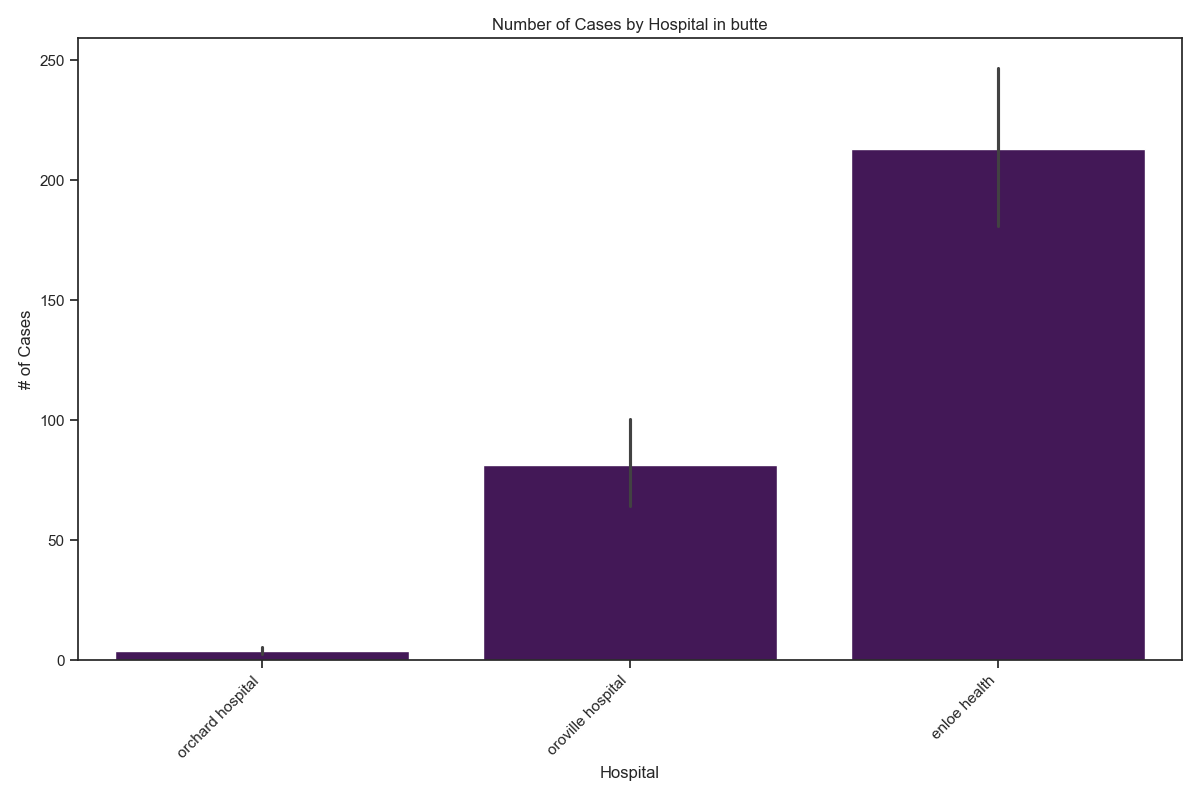 Number of Cases by Hospital in butte
250
200
150
100
50
0
# of Cases
orchard hospital
oroville hospital
enloe health
Hospital